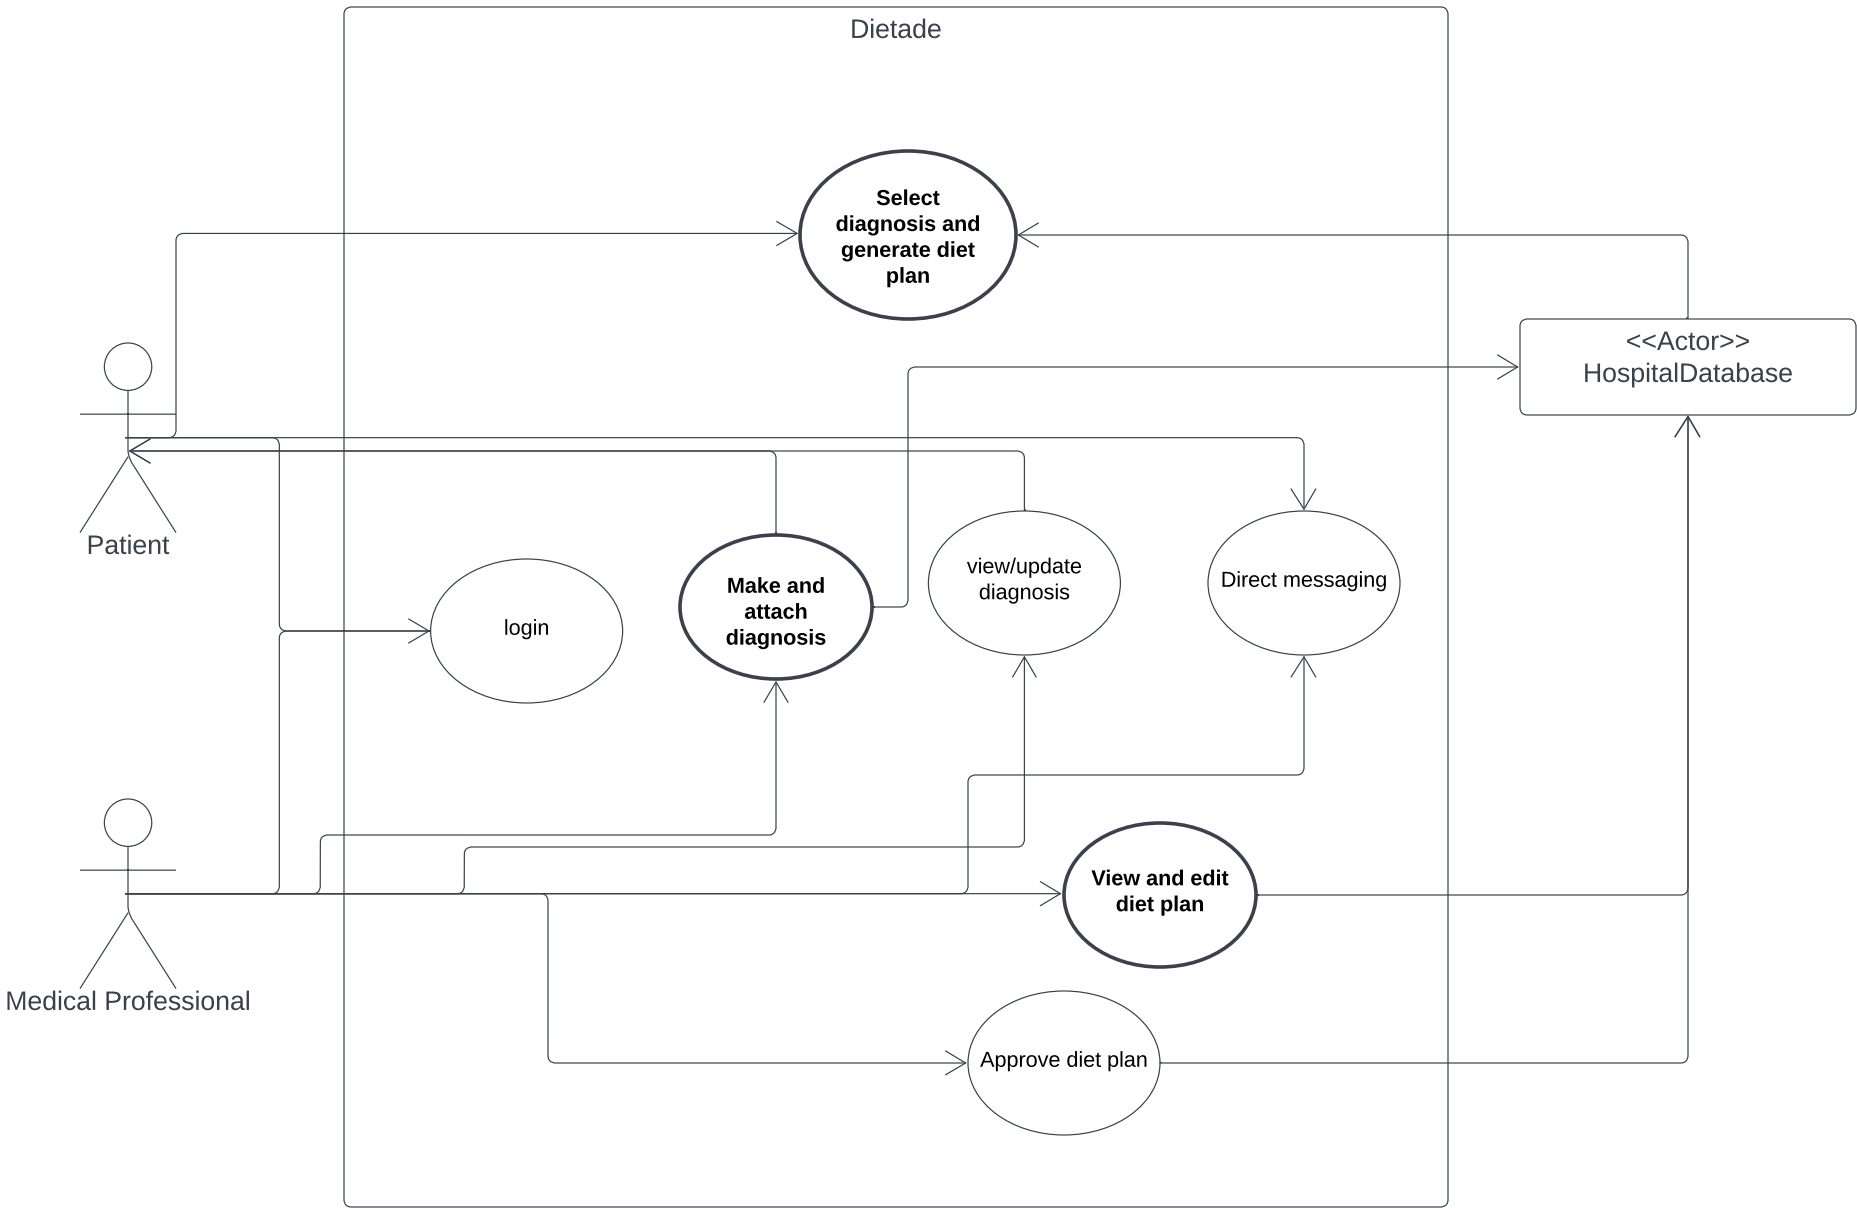 Dietade
Select
diagnosis and
generate diet
plan
<<Actor>>
HospitalDatabase
Patient
login
Make and
attach
diagnosis
view/update
diagnosis
Direct messaging
Medical Professional
View and edit
diet plan
Approve diet plan